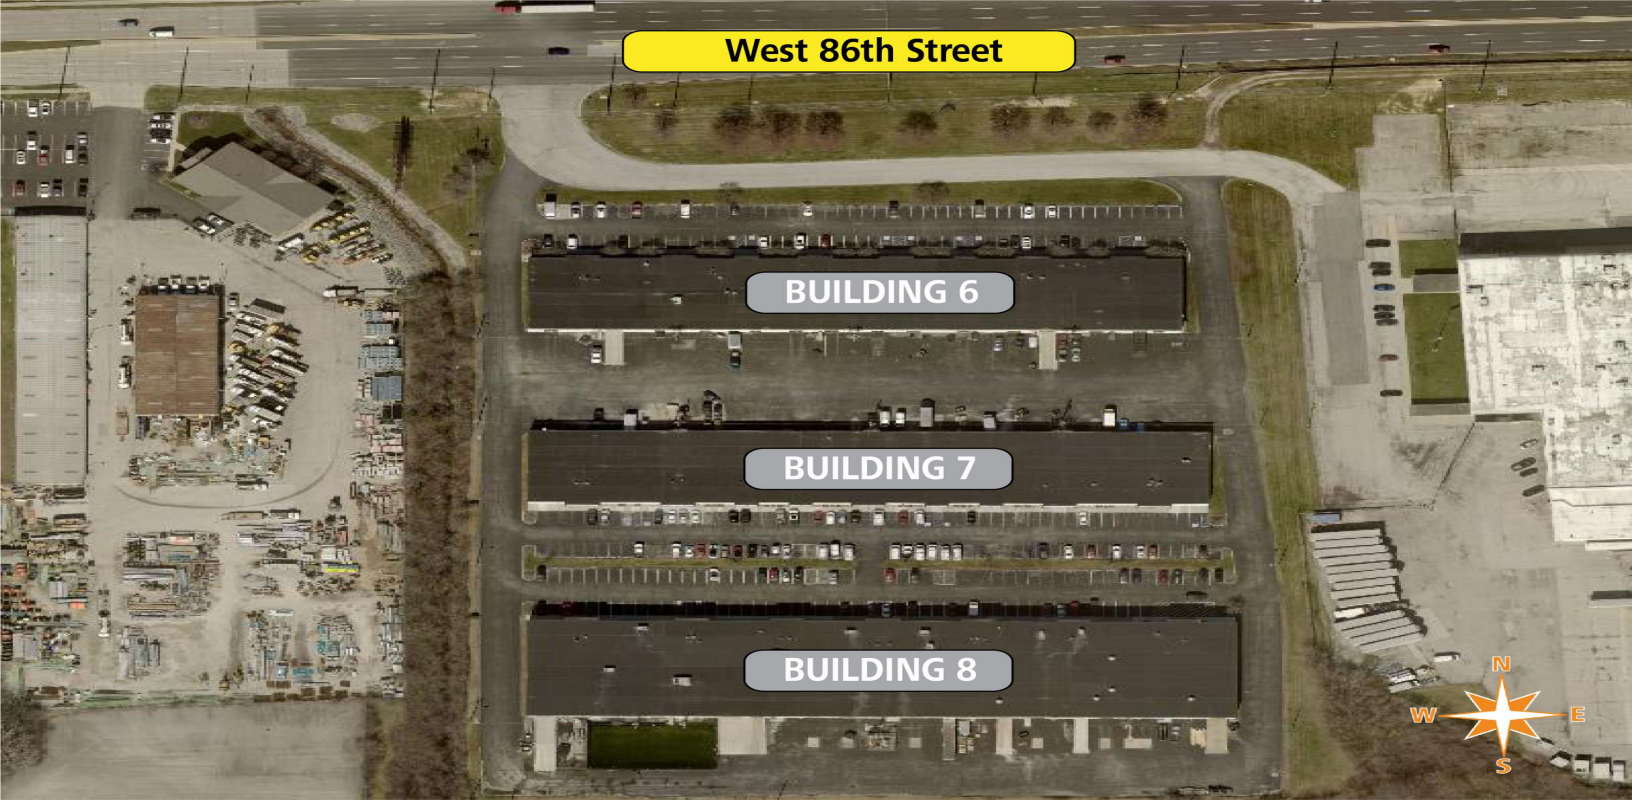 West 86th Street
BUILDING 6
BUILDING 7
BUILDING 8
N
W E
S